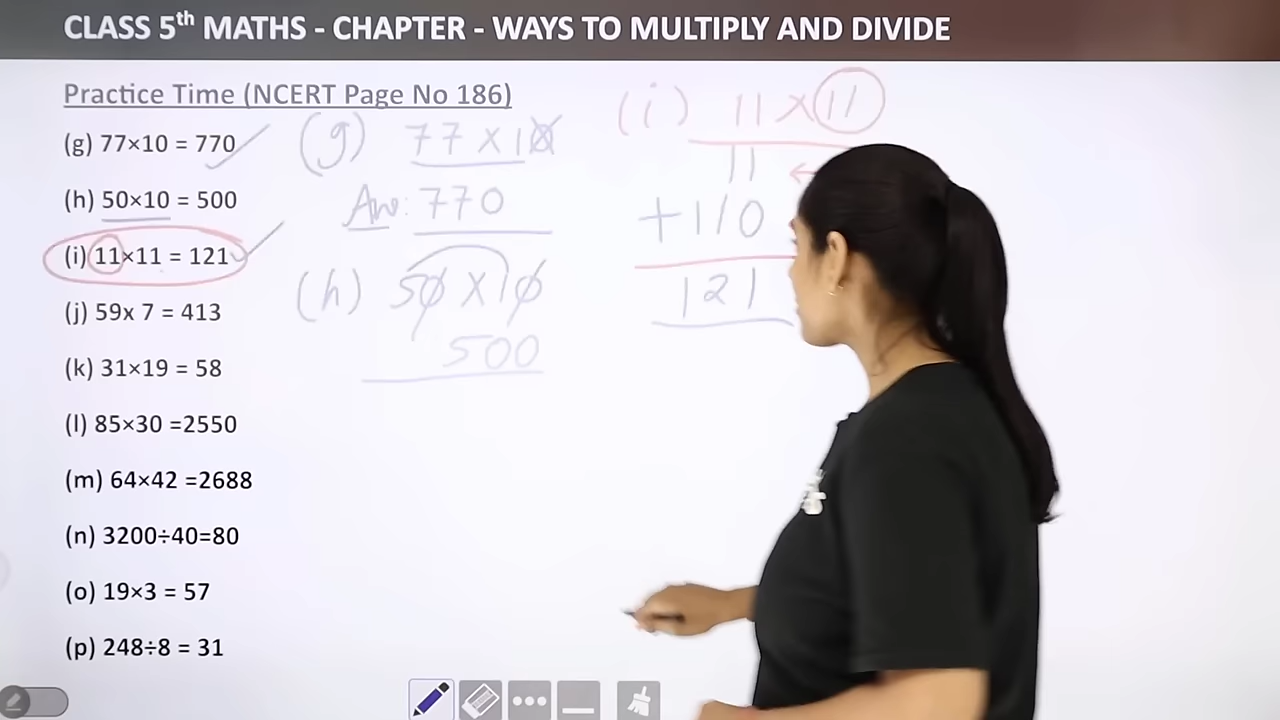 CLASS 5th MATHS - CHAPTER - WAYS TO MULTIPLY AND DIVIDE
Practice Time (NCERT Page No 186)
(g) 77×10 = 770
(h) 50×10 = 500
(i) 11×11 = 121
(j) 59x 7 = 413
(k) 31×19 = 58
(l) 85×30 =2550
(m) 64×42 =2688
(n) 3200÷40=80
(o) 19×3 = 57
(p) 248÷8 = 31
(g) 77 × 10
Ans: 770
(h) 50 × 10
500
(i) 11 × 11
11
+110
121